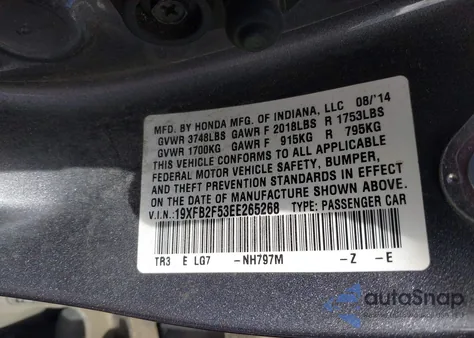 MFD. BY HONDA MFG. OF INDIANA, LLC 08/'14
GVWR 3748LBS GAWR F 2018LBS R 1753LBS
GVWR 1700KG GAWR F 915KG R 795KG
THIS VEHICLE CONFORMS TO ALL APPLICABLE
FEDERAL MOTOR VEHICLE SAFETY, BUMPER,
AND THEFT PREVENTION STANDARDS IN EFFECT
ON THE DATE OF MANUFACTURE SHOWN ABOVE.
V.I.N.:19XFB2F53EE265268 TYPE: PASSENGER CAR
TR3 E LG7 -NH797M -Z -E
autoSnap